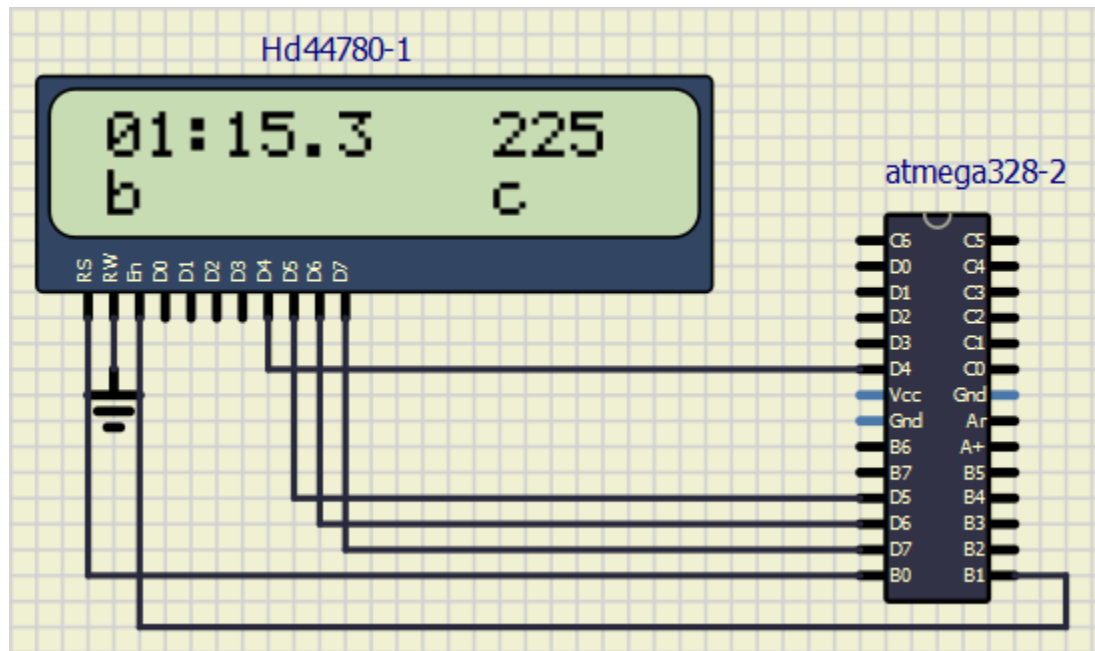 Hd44780-1
01:15.3 225
b c
RS RW En D0 D1 D2 D3 D4 D5 D6 D7
atmega328-2
C6 C5
D0 C4
D1 C3
D2 C2
D3 C1
D4 C0
Vcc Gnd
Gnd Ar
B6 A+
B7 B5
D5 B4
D6 B3
D7 B2
B0 B1